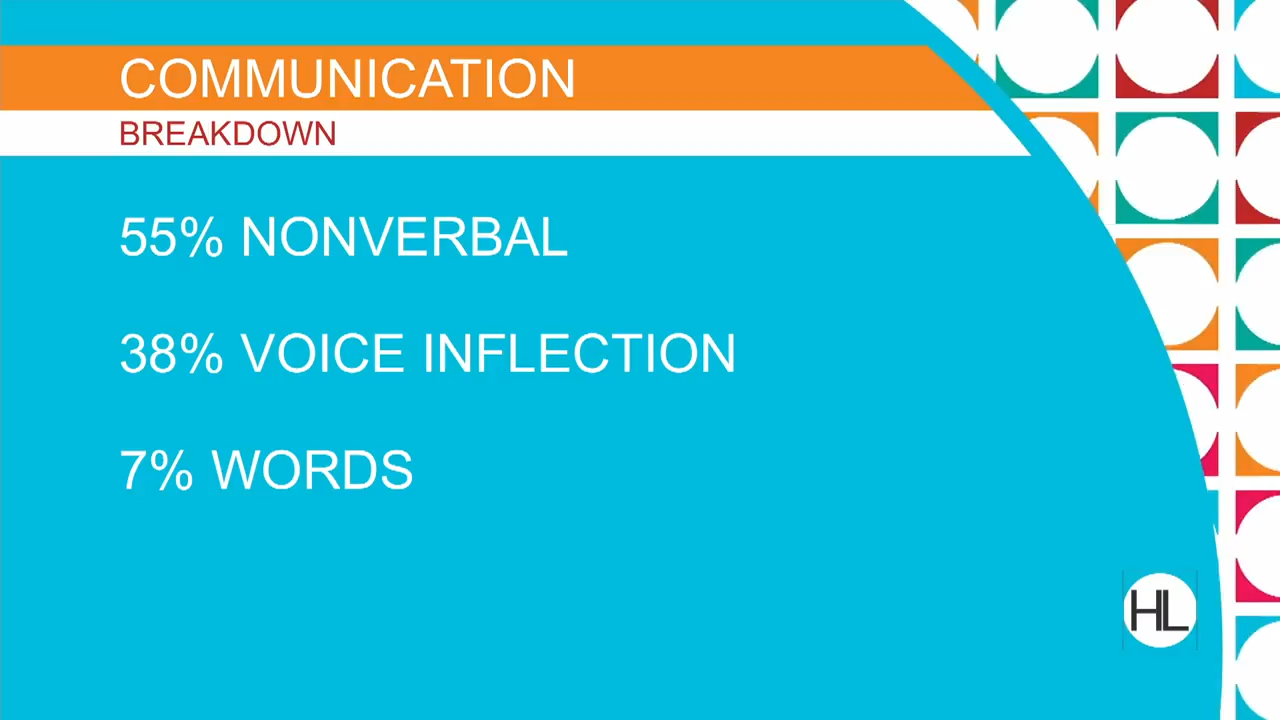 COMMUNICATION
BREAKDOWN
55% NONVERBAL
38% VOICE INFLECTION
7% WORDS
HL